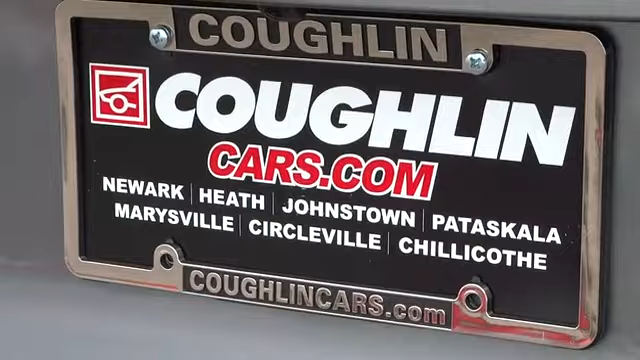 COUGHLIN
COUGHLIN
CARS.COM
NEWARK | HEATH | JOHNSTOWN | PATASKALA
MARYSVILLE | CIRCLEVILLE | CHILLICOTHE
COUGHLINCARS.com